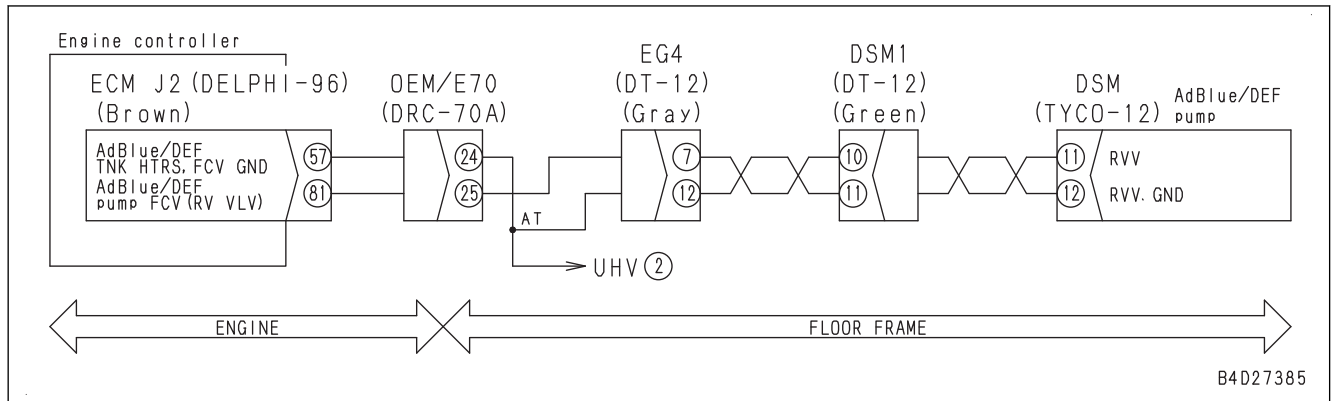 Engine controller
ECM J2 (DELPHI-96)
(Brown)
OEM/E70
(DRC-70A)
EG4
(DT-12)
(Gray)
DSM1
(DT-12)
(Green)
DSM
(TYCO-12)
AdBlue/DEF
pump
AdBlue/DEF
TNK HTRS, FCV GND
AdBlue/DEF
pump FCV (RV VLV)
57
81
24
25
7
12
10
11
11 RVV
12 RVV. GND
AT
UHV 2
ENGINE
FLOOR FRAME
B4D27385